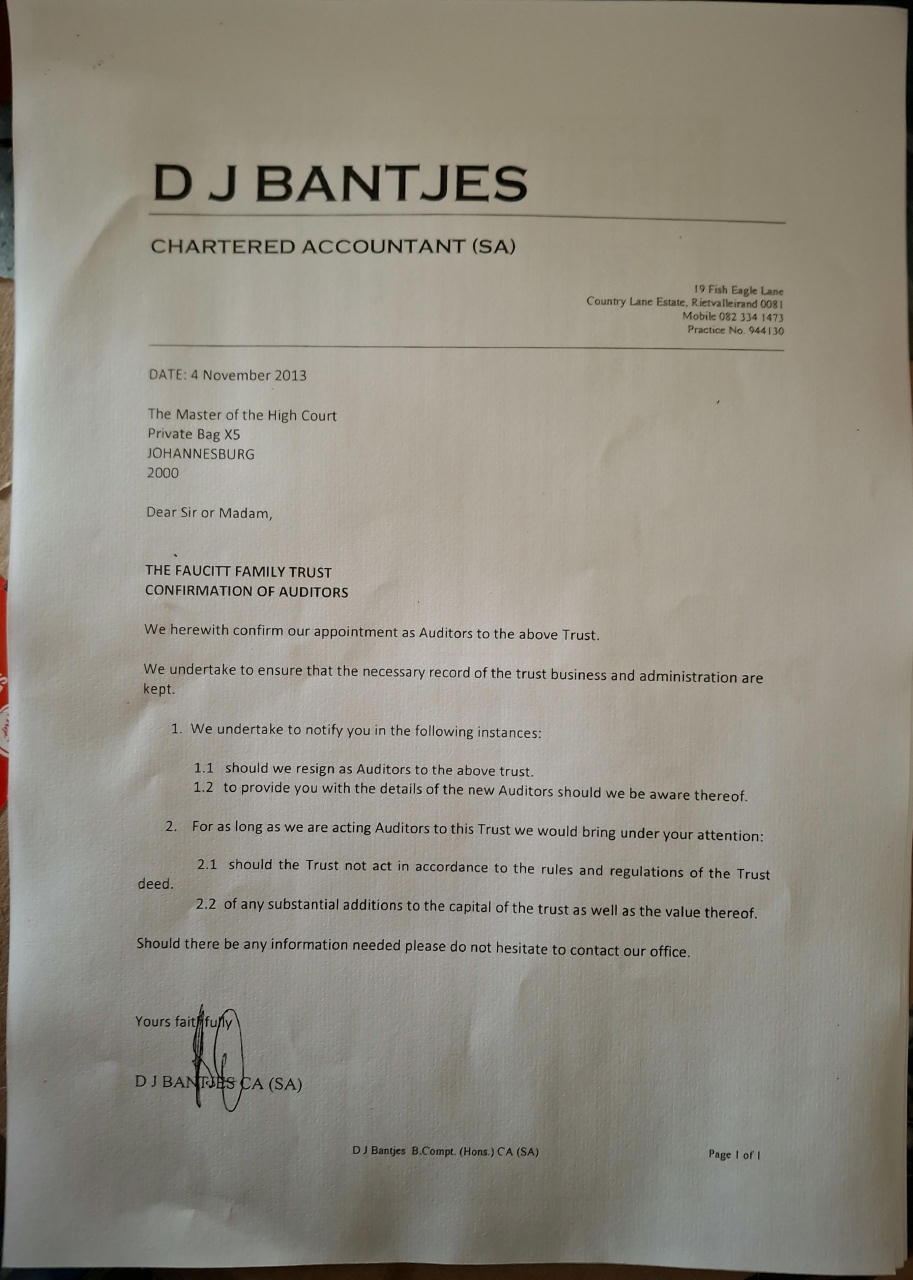 D J BANTJES
CHARTERED ACCOUNTANT (SA)
19 Fish Eagle Lane
Country Lane Estate, Rietvalleirand 0081
Mobile 082 334 1473
Practice No. 944130
DATE: 4 November 2013
The Master of the High Court
Private Bag X5
JOHANNESBURG
2000
Dear Sir or Madam,
THE FAUCITT FAMILY TRUST
CONFIRMATION OF AUDITORS
We herewith confirm our appointment as Auditors to the above Trust.
We undertake to ensure that the necessary record of the trust business and administration are
kept.
1. We undertake to notify you in the following instances:
1.1 should we resign as Auditors to the above trust.
1.2 to provide you with the details of the new Auditors should we be aware thereof.
2. For as long as we are acting Auditors to this Trust we would bring under your attention:
2.1 should the Trust not act in accordance to the rules and regulations of the Trust
deed.
2.2 of any substantial additions to the capital of the trust as well as the value thereof.
Should there be any information needed please do not hesitate to contact our office.
Yours faithfully
D J BANTJES CA (SA)
D J Bantjes B.Compt. (Hons.) CA (SA)
Page 1 of 1